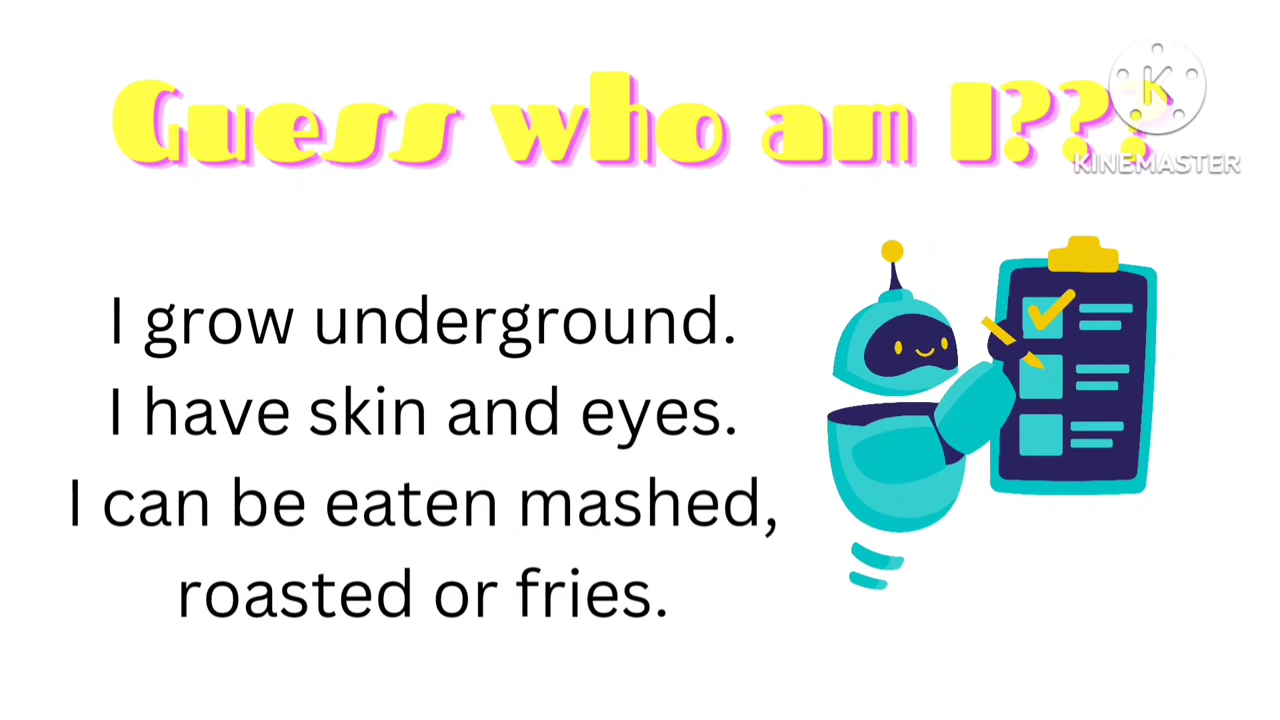 Guess who am I???
KINEMASTER
I grow underground.
I have skin and eyes.
I can be eaten mashed,
roasted or fries.